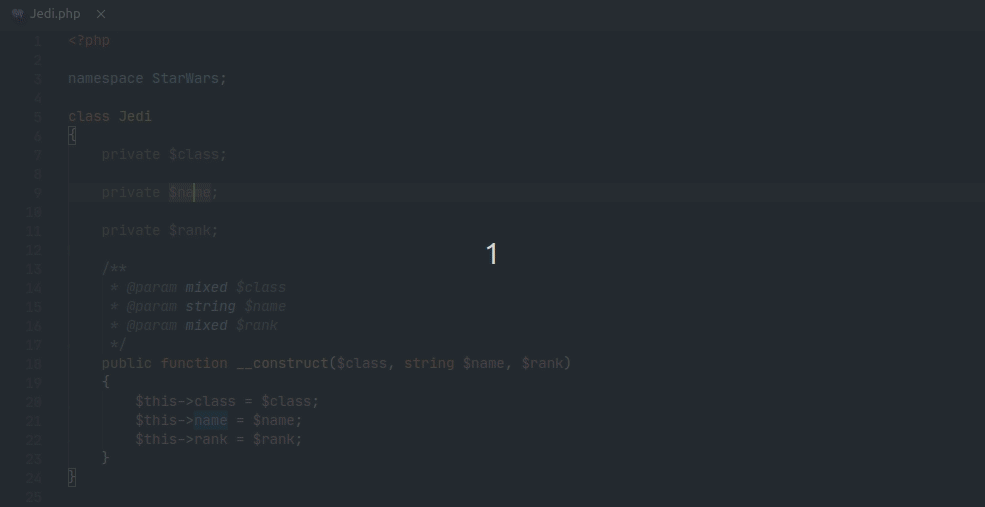 Jedi.php
1 <?php
2
3 namespace StarWars;
4
5 class Jedi
6 {
7 private $class;
8
9 private $name;
10
11 private $rank;
12
13 /**
14 * @param mixed $class
15 * @param string $name
16 * @param mixed $rank
17 */
18 public function __construct($class, string $name, $rank)
19 {
20 $this->class = $class;
21 $this->name = $name;
22 $this->rank = $rank;
23 }
24 }
25
1